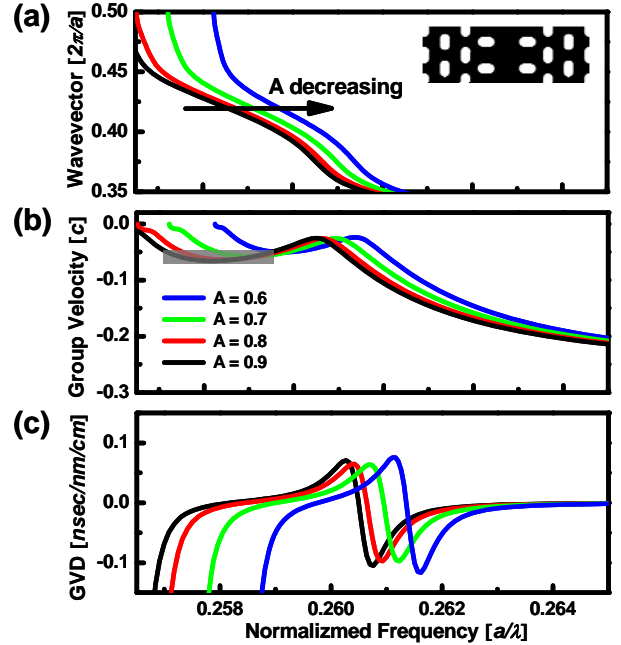 (a)
Wavevector [2π/a]
0.50
0.45
0.40
0.35
A decreasing
(b)
Group Velocity [c]
0.0
-0.1
-0.2
-0.3
A = 0.6
A = 0.7
A = 0.8
A = 0.9
(c)
GVD [nsec/nm/cm]
0.1
0.0
-0.1
0.258 0.260 0.262 0.264
Normalizmed Frequency [a/λ]